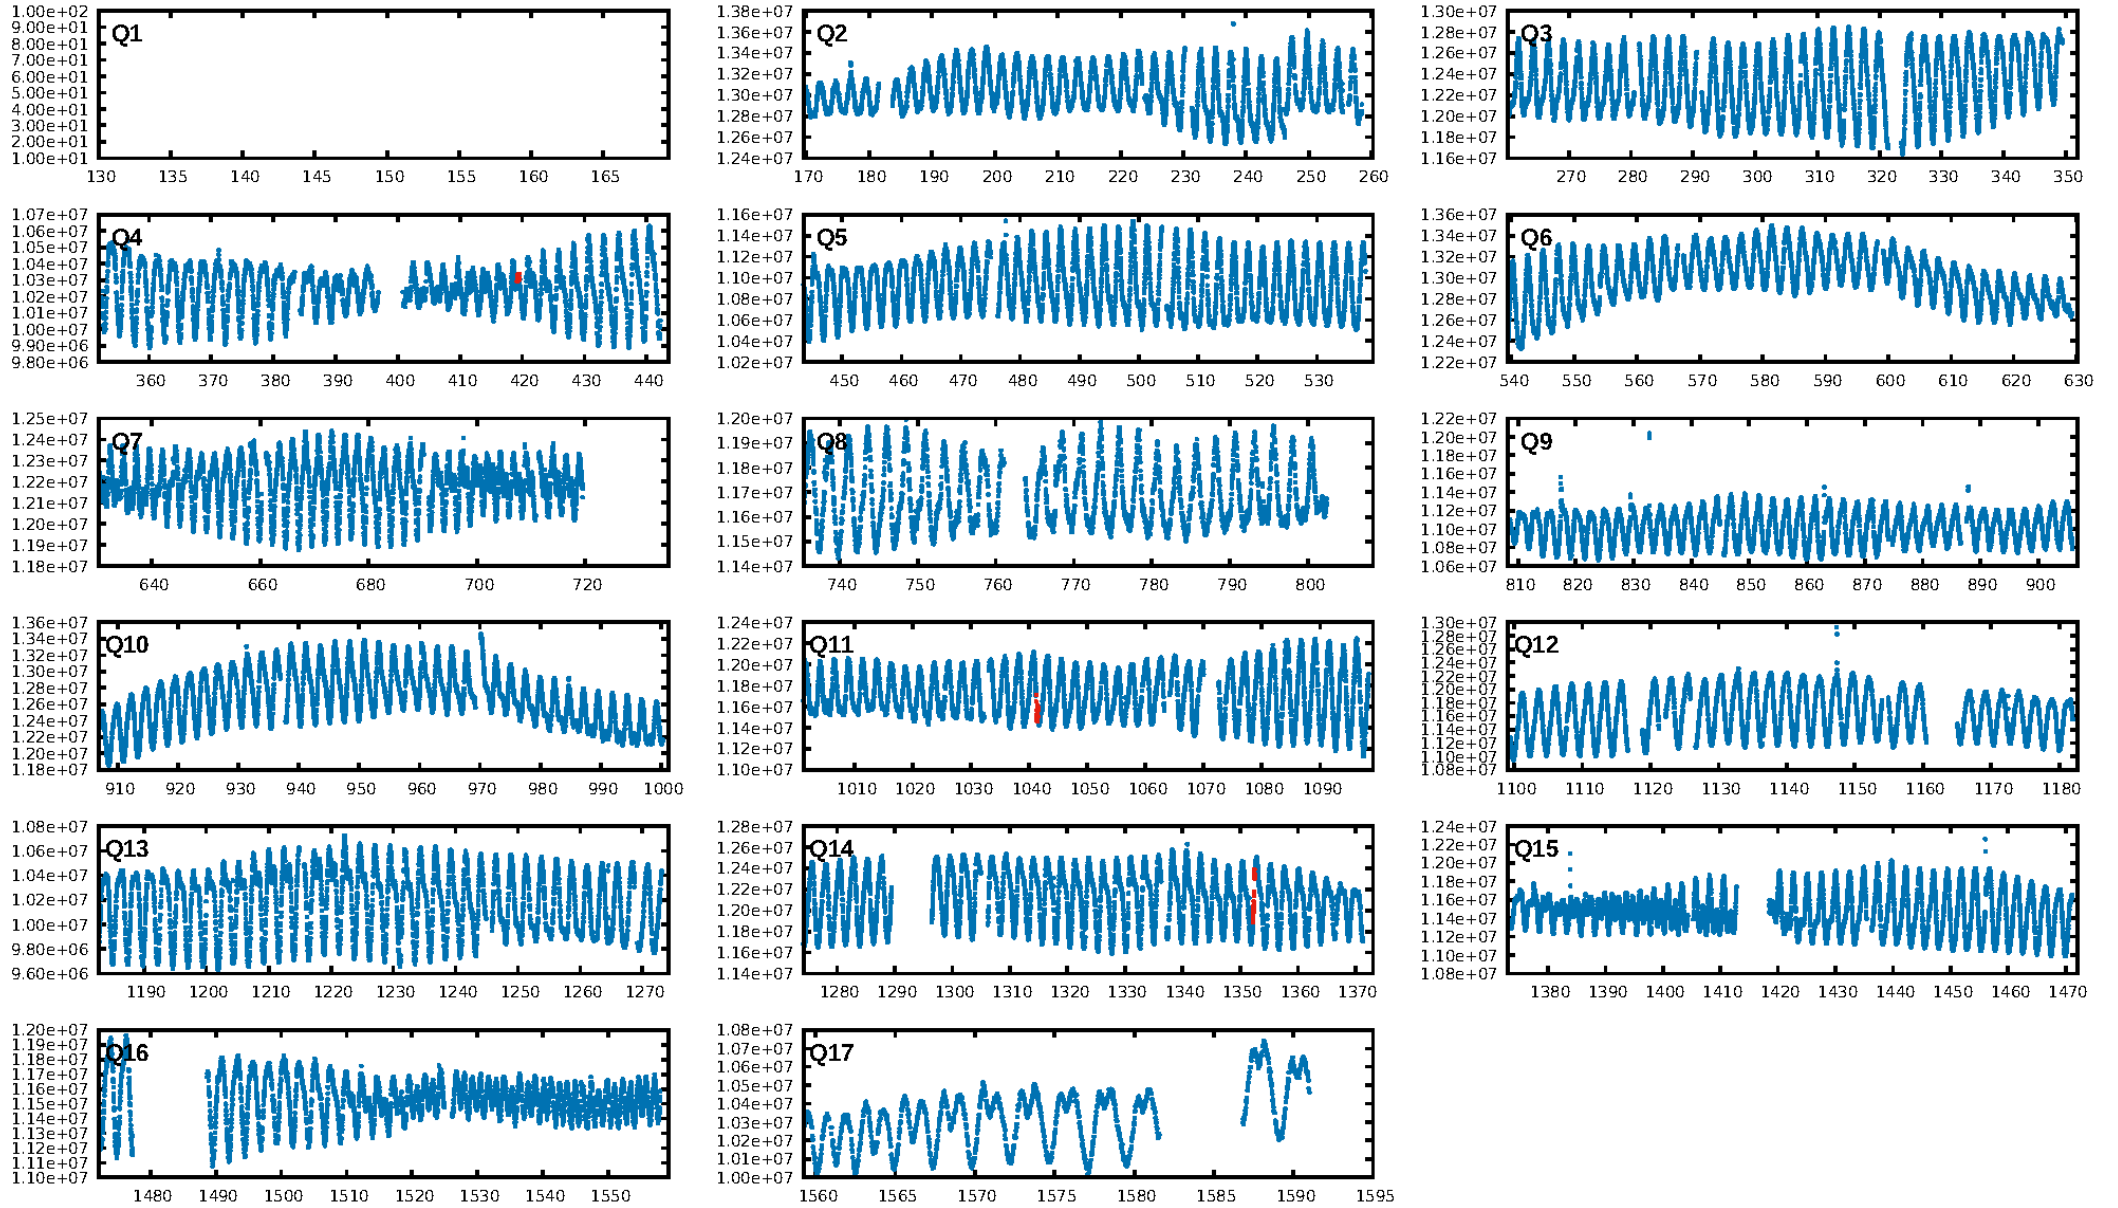 Q1
1.00e+02
9.00e+01
8.00e+01
7.00e+01
6.00e+01
5.00e+01
4.00e+01
3.00e+01
2.00e+01
1.00e+01
130 135 140 145 150 155 160 165
Q2
1.38e+07
1.36e+07
1.34e+07
1.32e+07
1.30e+07
1.28e+07
1.26e+07
1.24e+07
170 180 190 200 210 220 230 240 250 260
Q3
1.30e+07
1.28e+07
1.26e+07
1.24e+07
1.22e+07
1.20e+07
1.18e+07
1.16e+07
270 280 290 300 310 320 330 340 350
Q4
1.07e+07
1.06e+07
1.05e+07
1.04e+07
1.03e+07
1.02e+07
1.01e+07
1.00e+07
9.90e+06
9.80e+06
360 370 380 390 400 410 420 430 440
Q5
1.16e+07
1.14e+07
1.12e+07
1.10e+07
1.08e+07
1.06e+07
1.04e+07
1.02e+07
450 460 470 480 490 500 510 520 530
Q6
1.36e+07
1.34e+07
1.32e+07
1.30e+07
1.28e+07
1.26e+07
1.24e+07
1.22e+07
540 550 560 570 580 590 600 610 620 630
Q7
1.25e+07
1.24e+07
1.23e+07
1.22e+07
1.21e+07
1.20e+07
1.19e+07
1.18e+07
640 660 680 700 720
Q8
1.20e+07
1.19e+07
1.18e+07
1.17e+07
1.16e+07
1.15e+07
1.14e+07
740 750 760 770 780 790 800
Q9
1.22e+07
1.20e+07
1.18e+07
1.16e+07
1.14e+07
1.12e+07
1.10e+07
1.08e+07
1.06e+07
810 820 830 840 850 860 870 880 890 900
Q10
1.36e+07
1.34e+07
1.32e+07
1.30e+07
1.28e+07
1.26e+07
1.24e+07
1.22e+07
1.20e+07
1.18e+07
910 920 930 940 950 960 970 980 990 1000
Q11
1.24e+07
1.22e+07
1.20e+07
1.18e+07
1.16e+07
1.14e+07
1.12e+07
1.10e+07
1010 1020 1030 1040 1050 1060 1070 1080 1090
Q12
1.30e+07
1.28e+07
1.26e+07
1.24e+07
1.22e+07
1.20e+07
1.18e+07
1.16e+07
1.14e+07
1.12e+07
1.10e+07
1.08e+07
1100 1110 1120 1130 1140 1150 1160 1170 1180
Q13
1.08e+07
1.06e+07
1.04e+07
1.02e+07
1.00e+07
9.80e+06
9.60e+06
1190 1200 1210 1220 1230 1240 1250 1260 1270
Q14
1.28e+07
1.26e+07
1.24e+07
1.22e+07
1.20e+07
1.18e+07
1.16e+07
1.14e+07
1280 1290 1300 1310 1320 1330 1340 1350 1360 1370
Q15
1.24e+07
1.22e+07
1.20e+07
1.18e+07
1.16e+07
1.14e+07
1.12e+07
1.10e+07
1.08e+07
1380 1390 1400 1410 1420 1430 1440 1450 1460 1470
Q16
1.20e+07
1.19e+07
1.18e+07
1.17e+07
1.16e+07
1.15e+07
1.14e+07
1.13e+07
1.12e+07
1.11e+07
1.10e+07
1480 1490 1500 1510 1520 1530 1540 1550
Q17
1.08e+07
1.07e+07
1.06e+07
1.05e+07
1.04e+07
1.03e+07
1.02e+07
1.01e+07
1.00e+07
1560 1565 1570 1575 1580 1585 1590 1595